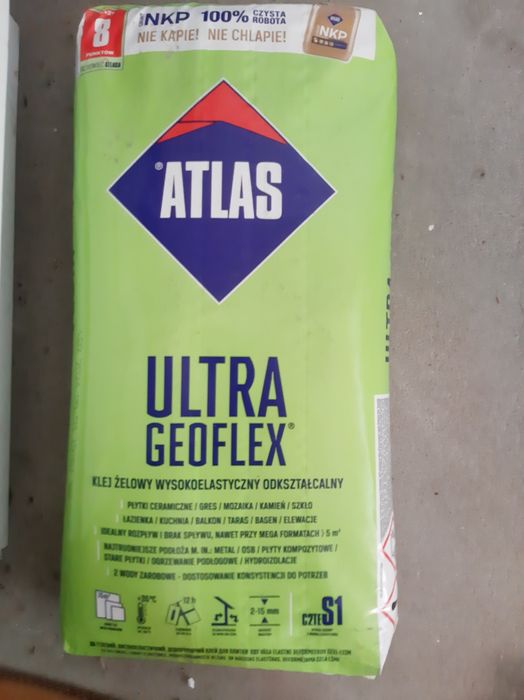 8
PUNKTÓW
NKP 100% CZYSTA ROBOTA
NIE KAPIE! NIE CHLAPIE!
NKP
®ATLAS
ULTRA
GEOFLEX®
KLEJ ŻELOWY WYSOKOELASTYCZNY ODKSZTAŁCALNY
PŁYTKI CERAMICZNE / GRES / MOZAIKA / KAMIEŃ / SZKŁO
ŁAZIENKA / KUCHNIA / BALKON / TARAS / BASEN / ELEWACJE
IDEALNY ROZPŁYW I BRAK SPŁYWU, NAWET PRZY MEGA FORMATACH > 5 m²
NAJTRUDNIEJSZE PODŁOŻA M. IN.: METAL / OSB / PŁYTY KOMPOZYTOWE /
STARE PŁYTKI / OGRZEWANIE PODŁOGOWE / HYDROIZOLACJE
2 WODY ZAROBOWE - DOSTOSOWANIE KONSYSTENCJI DO POTRZEB
12 h
2-15 mm
C2TE S1
ULTRA